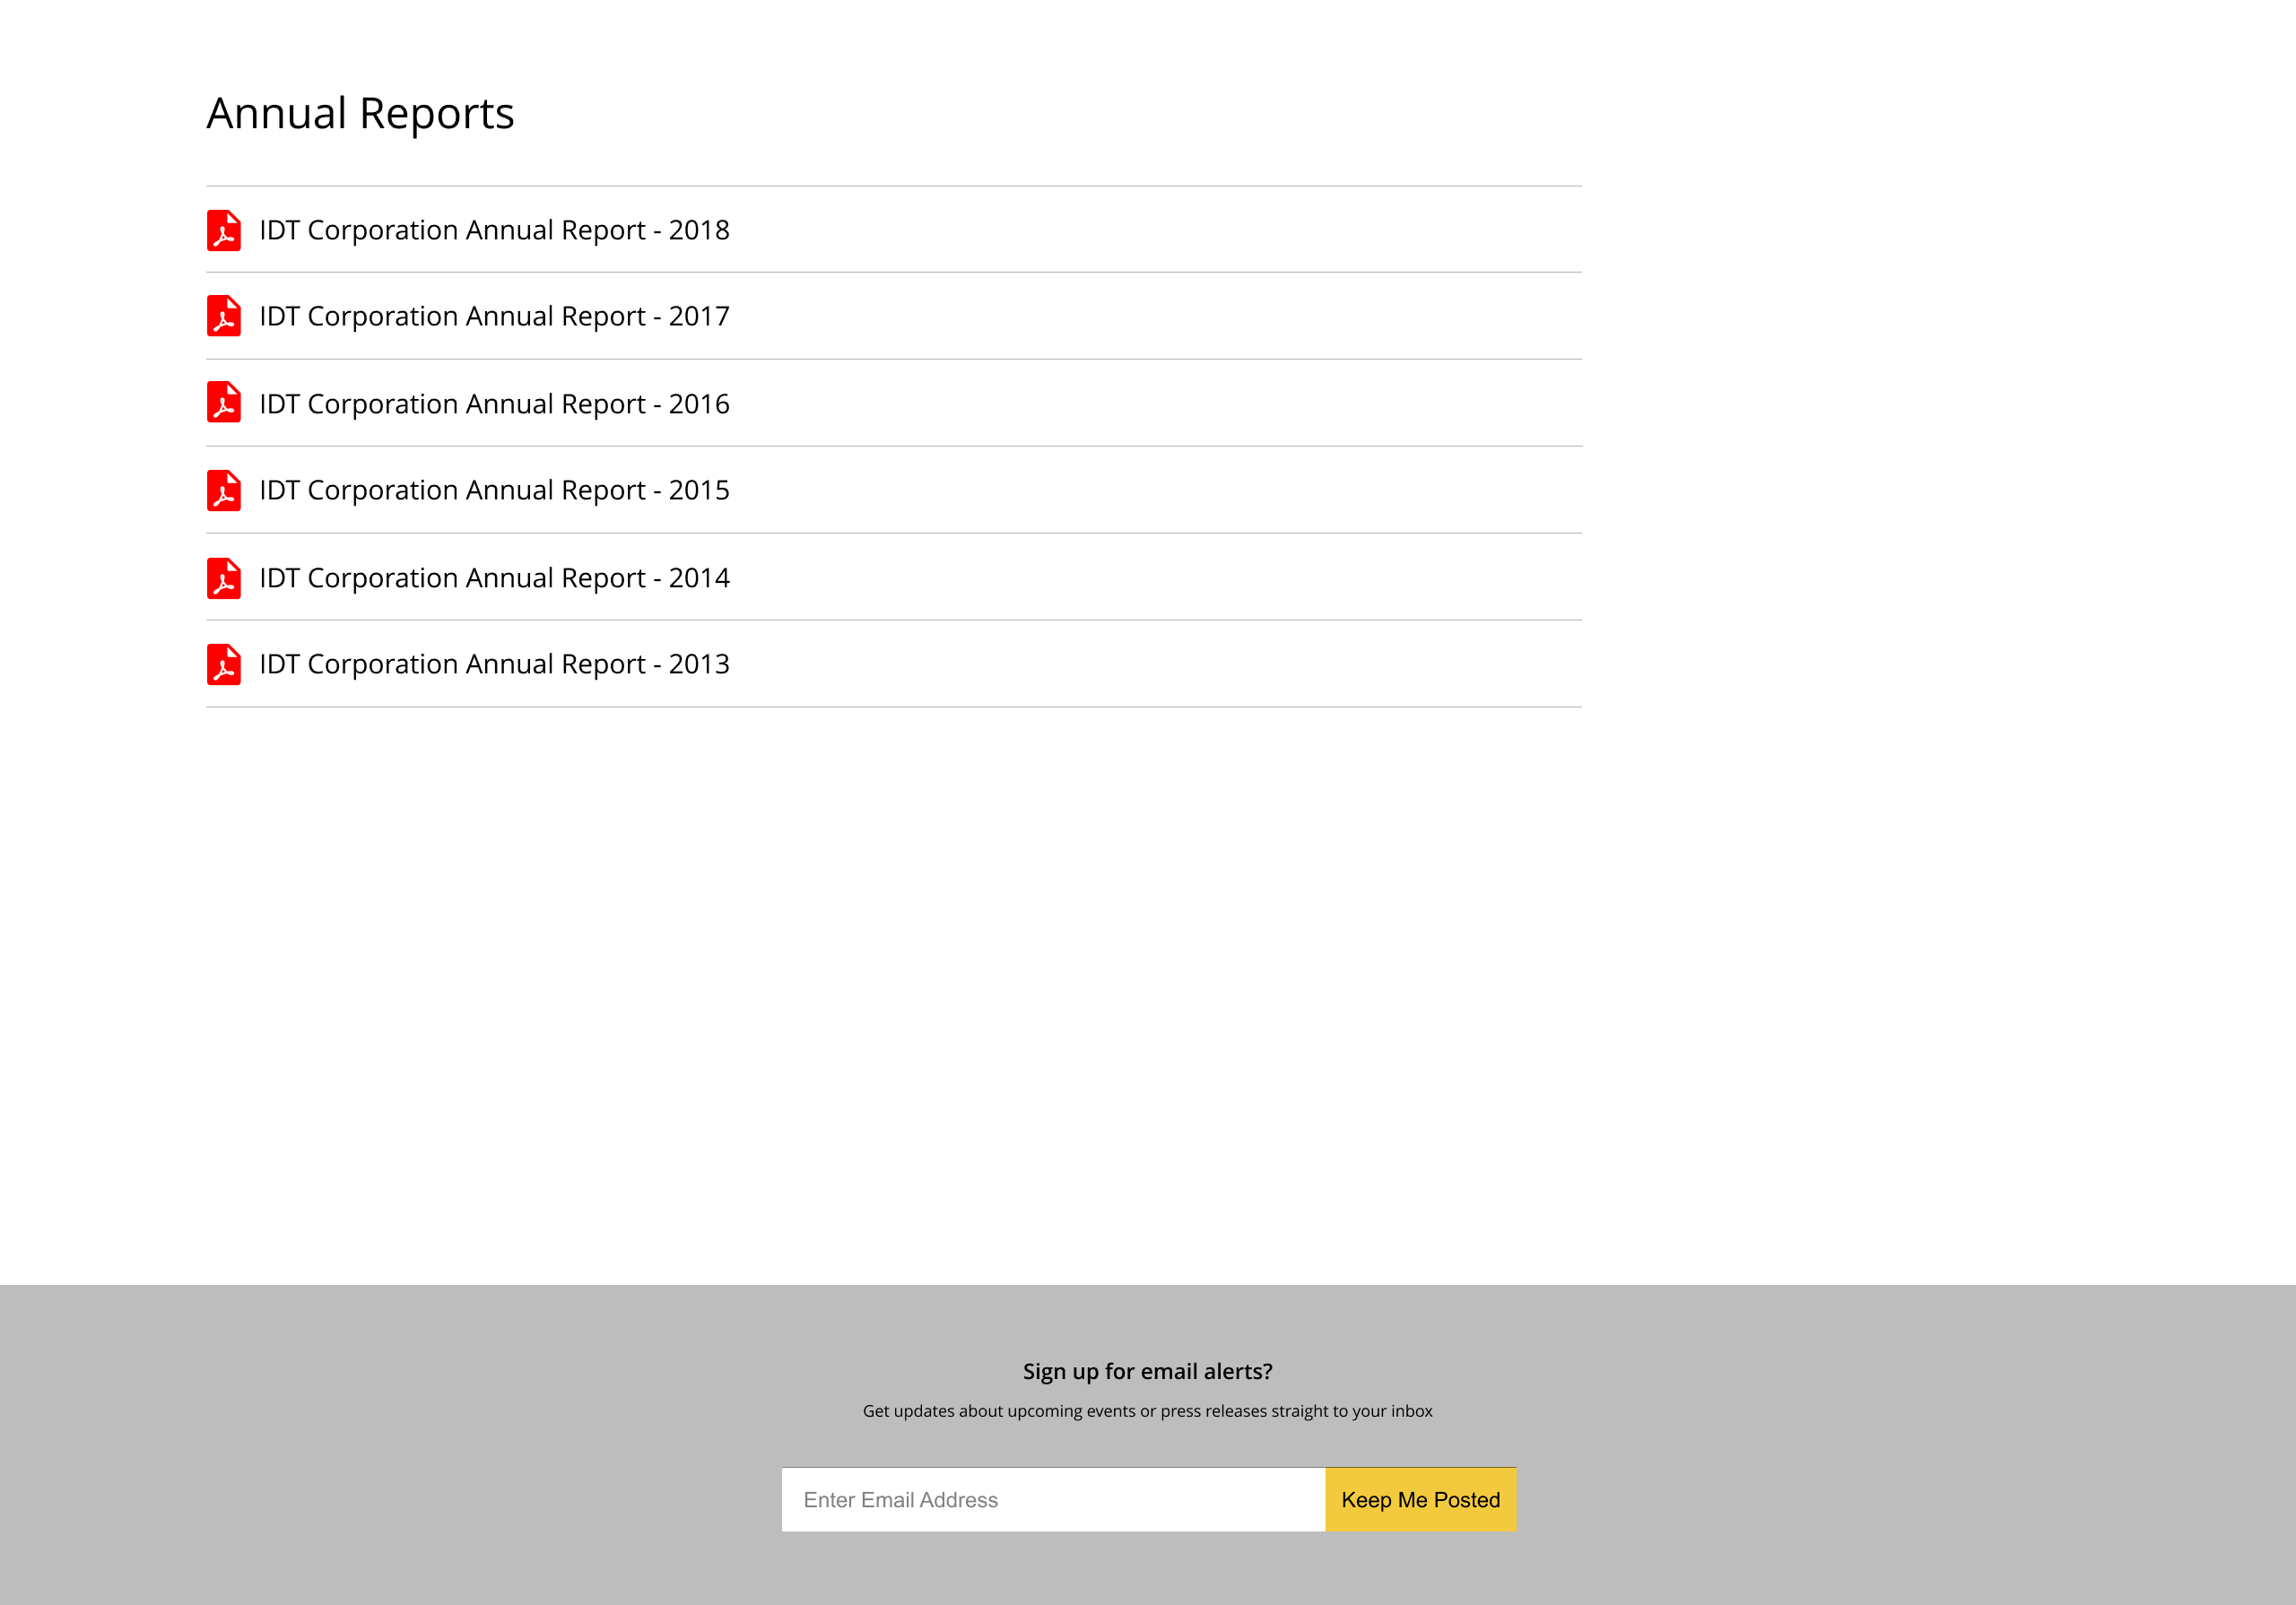 Annual Reports
IDT Corporation Annual Report - 2018
IDT Corporation Annual Report - 2017
IDT Corporation Annual Report - 2016
IDT Corporation Annual Report - 2015
IDT Corporation Annual Report - 2014
IDT Corporation Annual Report - 2013
Sign up for email alerts?
Get updates about upcoming events or press releases straight to your inbox
Enter Email Address
Keep Me Posted